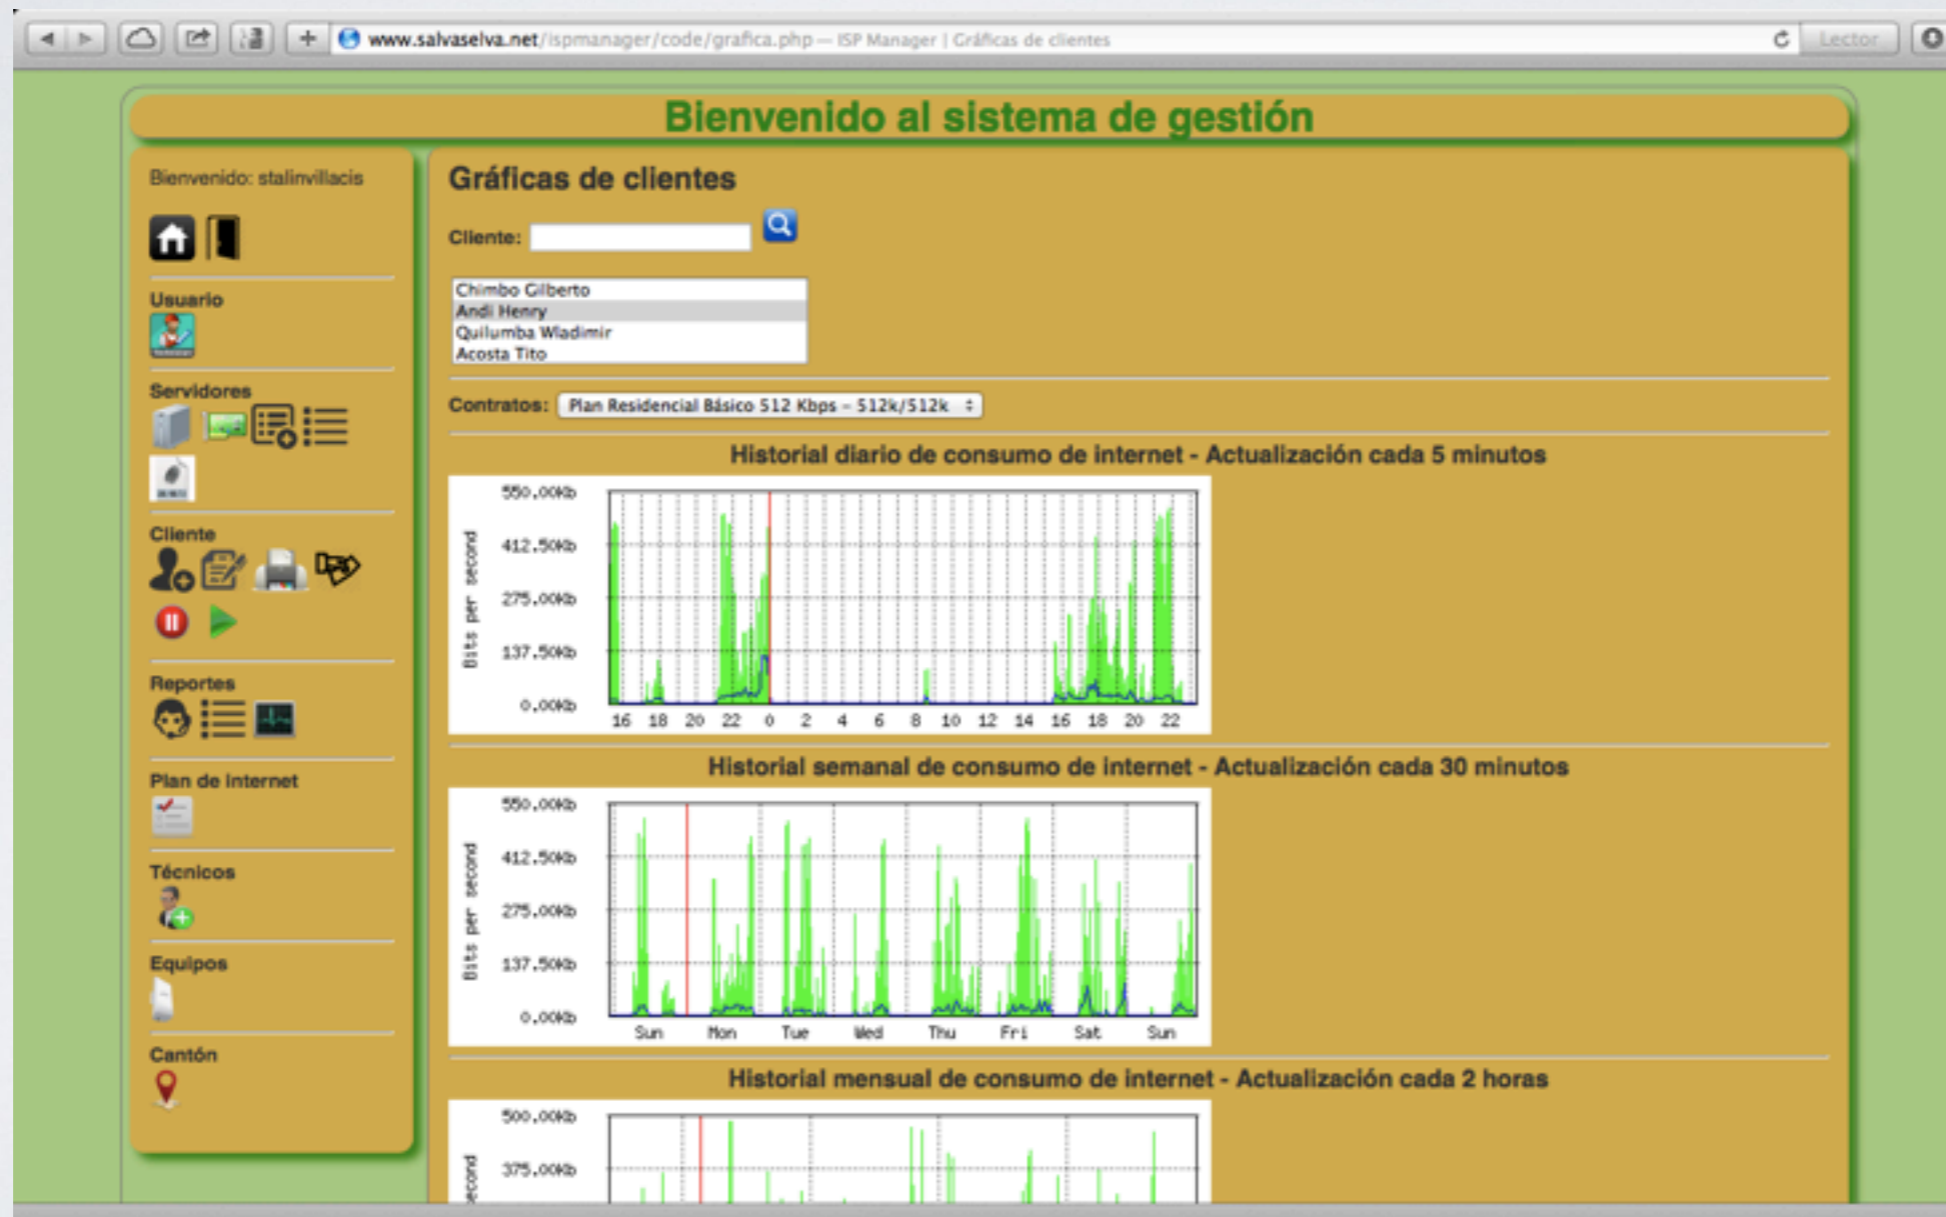 www.salvaselva.net/ispmanager/code/grafica.php — ISP Manager | Gráficas de clientes
Lector
Bienvenido al sistema de gestión
Bienvenido: stalinvillacis
Usuario
Servidores
Cliente
Reportes
Plan de internet
Técnicos
Equipos
Cantón
Gráficas de clientes
Cliente:
Chimbo Gilberto
Andi Henry
Quilumba Wladimir
Acosta Tito
Contratos: Plan Residencial Básico 512 Kbps - 512k/512k
Historial diario de consumo de internet - Actualización cada 5 minutos
Bits per second
550.00Kb
412.50Kb
275.00Kb
137.50Kb
0.00Kb
16 18 20 22 0 2 4 6 8 10 12 14 16 18 20 22
Historial semanal de consumo de internet - Actualización cada 30 minutos
Bits per second
550.00Kb
412.50Kb
275.00Kb
137.50Kb
0.00Kb
Sun Mon Tue Wed Thu Fri Sat Sun
Historial mensual de consumo de internet - Actualización cada 2 horas
500.00Kb
375.00Kb